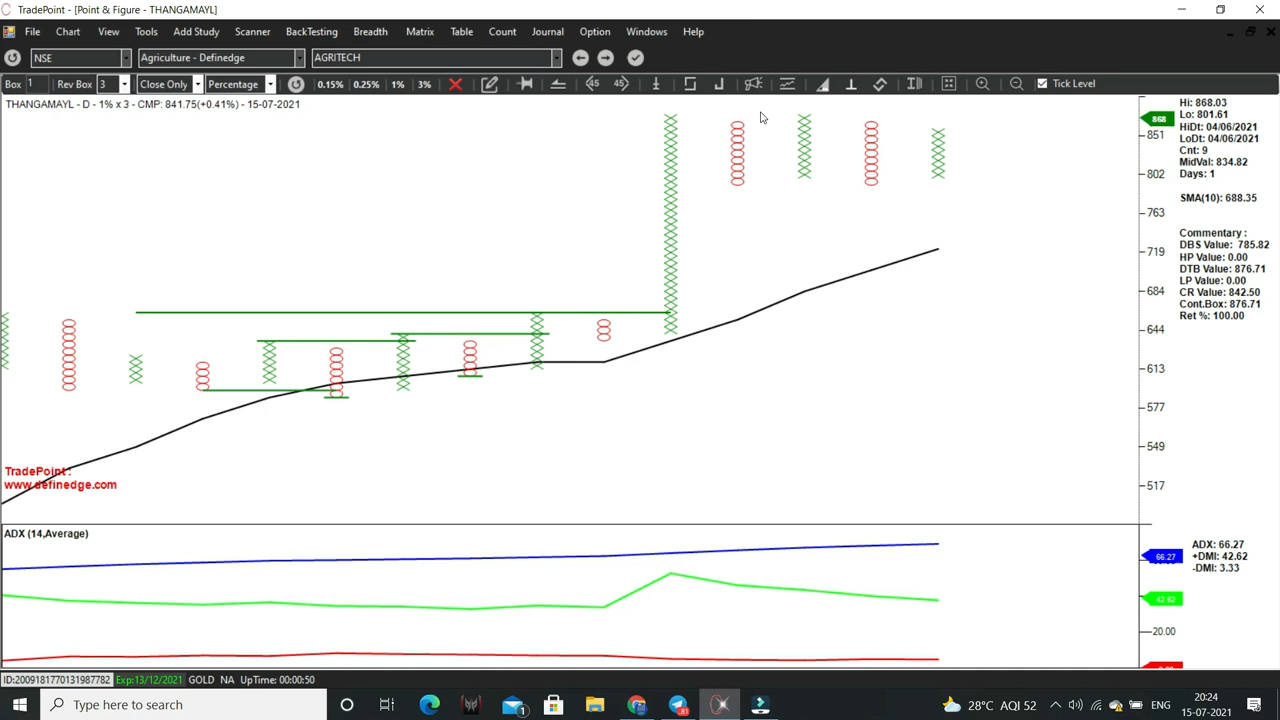 TradePoint - [Point & Figure - THANGAMAYL]
File Chart View Tools Add Study Scanner BackTesting Breadth Matrix Table Count Journal Option Windows Help
NSE Agriculture - Definedge AGRITECH
Box 1 Rev Box 3 Close Only Percentage 0.15% 0.25% 1% 3% 45 45 Tick Level
THANGAMAYL - D - 1% x 3 - CMP: 841.75(+0.41%) - 15-07-2021
868
851
802
763
719
684
644
613
577
549
517
Hi: 868.03
Lo: 801.61
HiDt: 04/06/2021
LoDt: 04/06/2021
Cnt: 9
MidVal: 834.82
Days: 1
SMA(10): 688.35
Commentary :
DBS Value: 785.82
HP Value: 0.00
DTB Value: 876.71
LP Value: 0.00
CR Value: 842.50
Cont.Box: 876.71
Ret %: 100.00
TradePoint :
www.definedge.com
ADX (14,Average)
66.27
42.62
20.00
ADX: 66.27
+DMI: 42.62
-DMI: 3.33
ID:2009181770131987782 Exp:13/12/2021 GOLD NA UpTime: 00:00:50
Type here to search
28°C AQI 52
ENG
20:24
15-07-2021